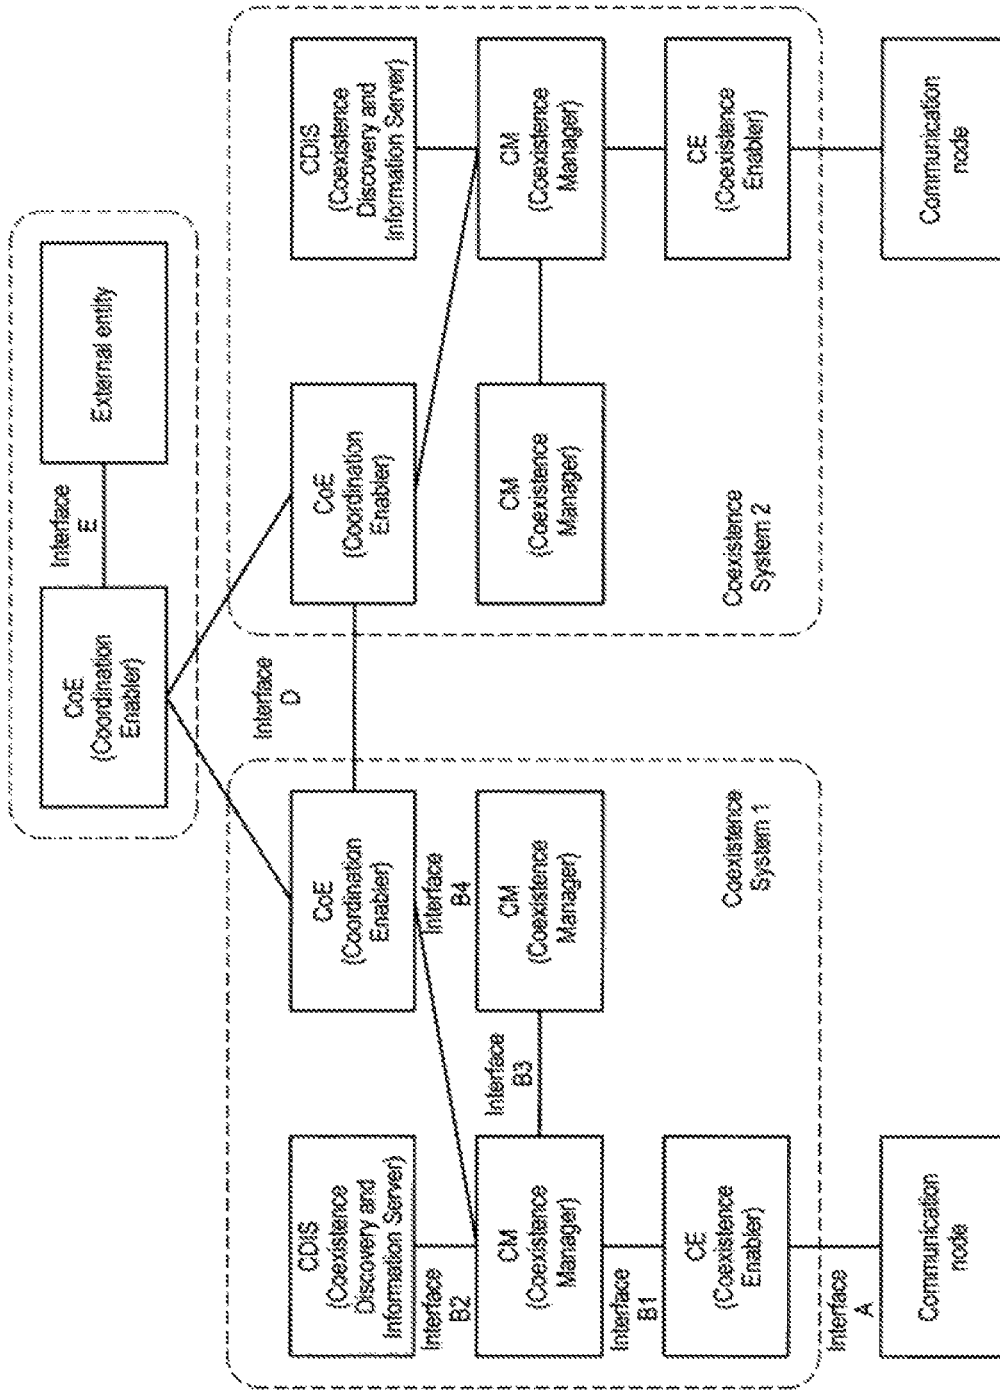 CoE
(Coordination
Enabler)
Interface
E
External entity
CDIS
(Coexistence
Discovery and
Information Server)
CoE
(Coordination
Enabler)
Interface
D
CoE
(Coordination
Enabler)
CDIS
(Coexistence
Discovery and
Information Server)
Interface
B2
Interface
B4
CM
(Coexistence
Manager)
Interface
B3
CM
(Coexistence
Manager)
CM
(Coexistence
Manager)
CM
(Coexistence
Manager)
Interface
B1
CE
(Coexistence
Enabler)
Coexistence
System 1
Coexistence
System 2
CE
(Coexistence
Enabler)
Interface
A
Communication
node
Communication
node